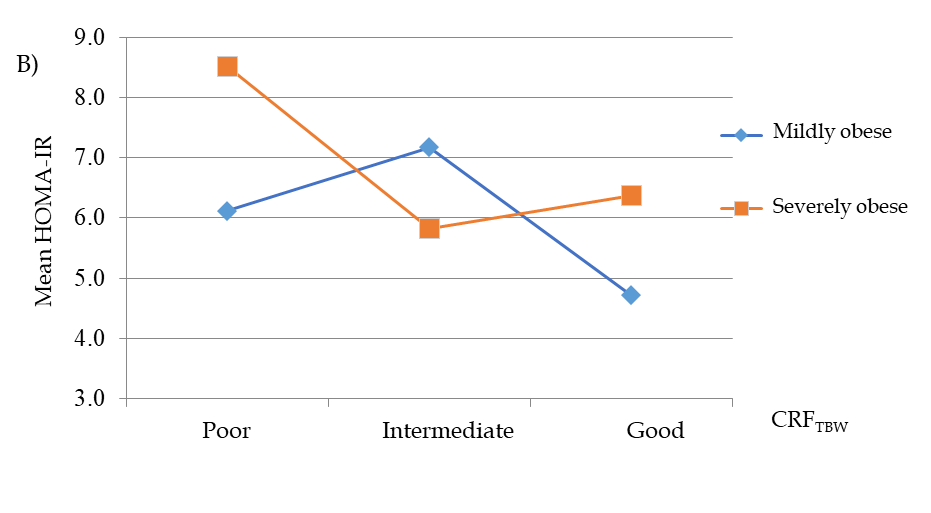 B)
Mean HOMA-IR
9.0
8.0
7.0
6.0
5.0
4.0
3.0
Poor
Intermediate
Good
CRFTBW
Mildly obese
Severely obese